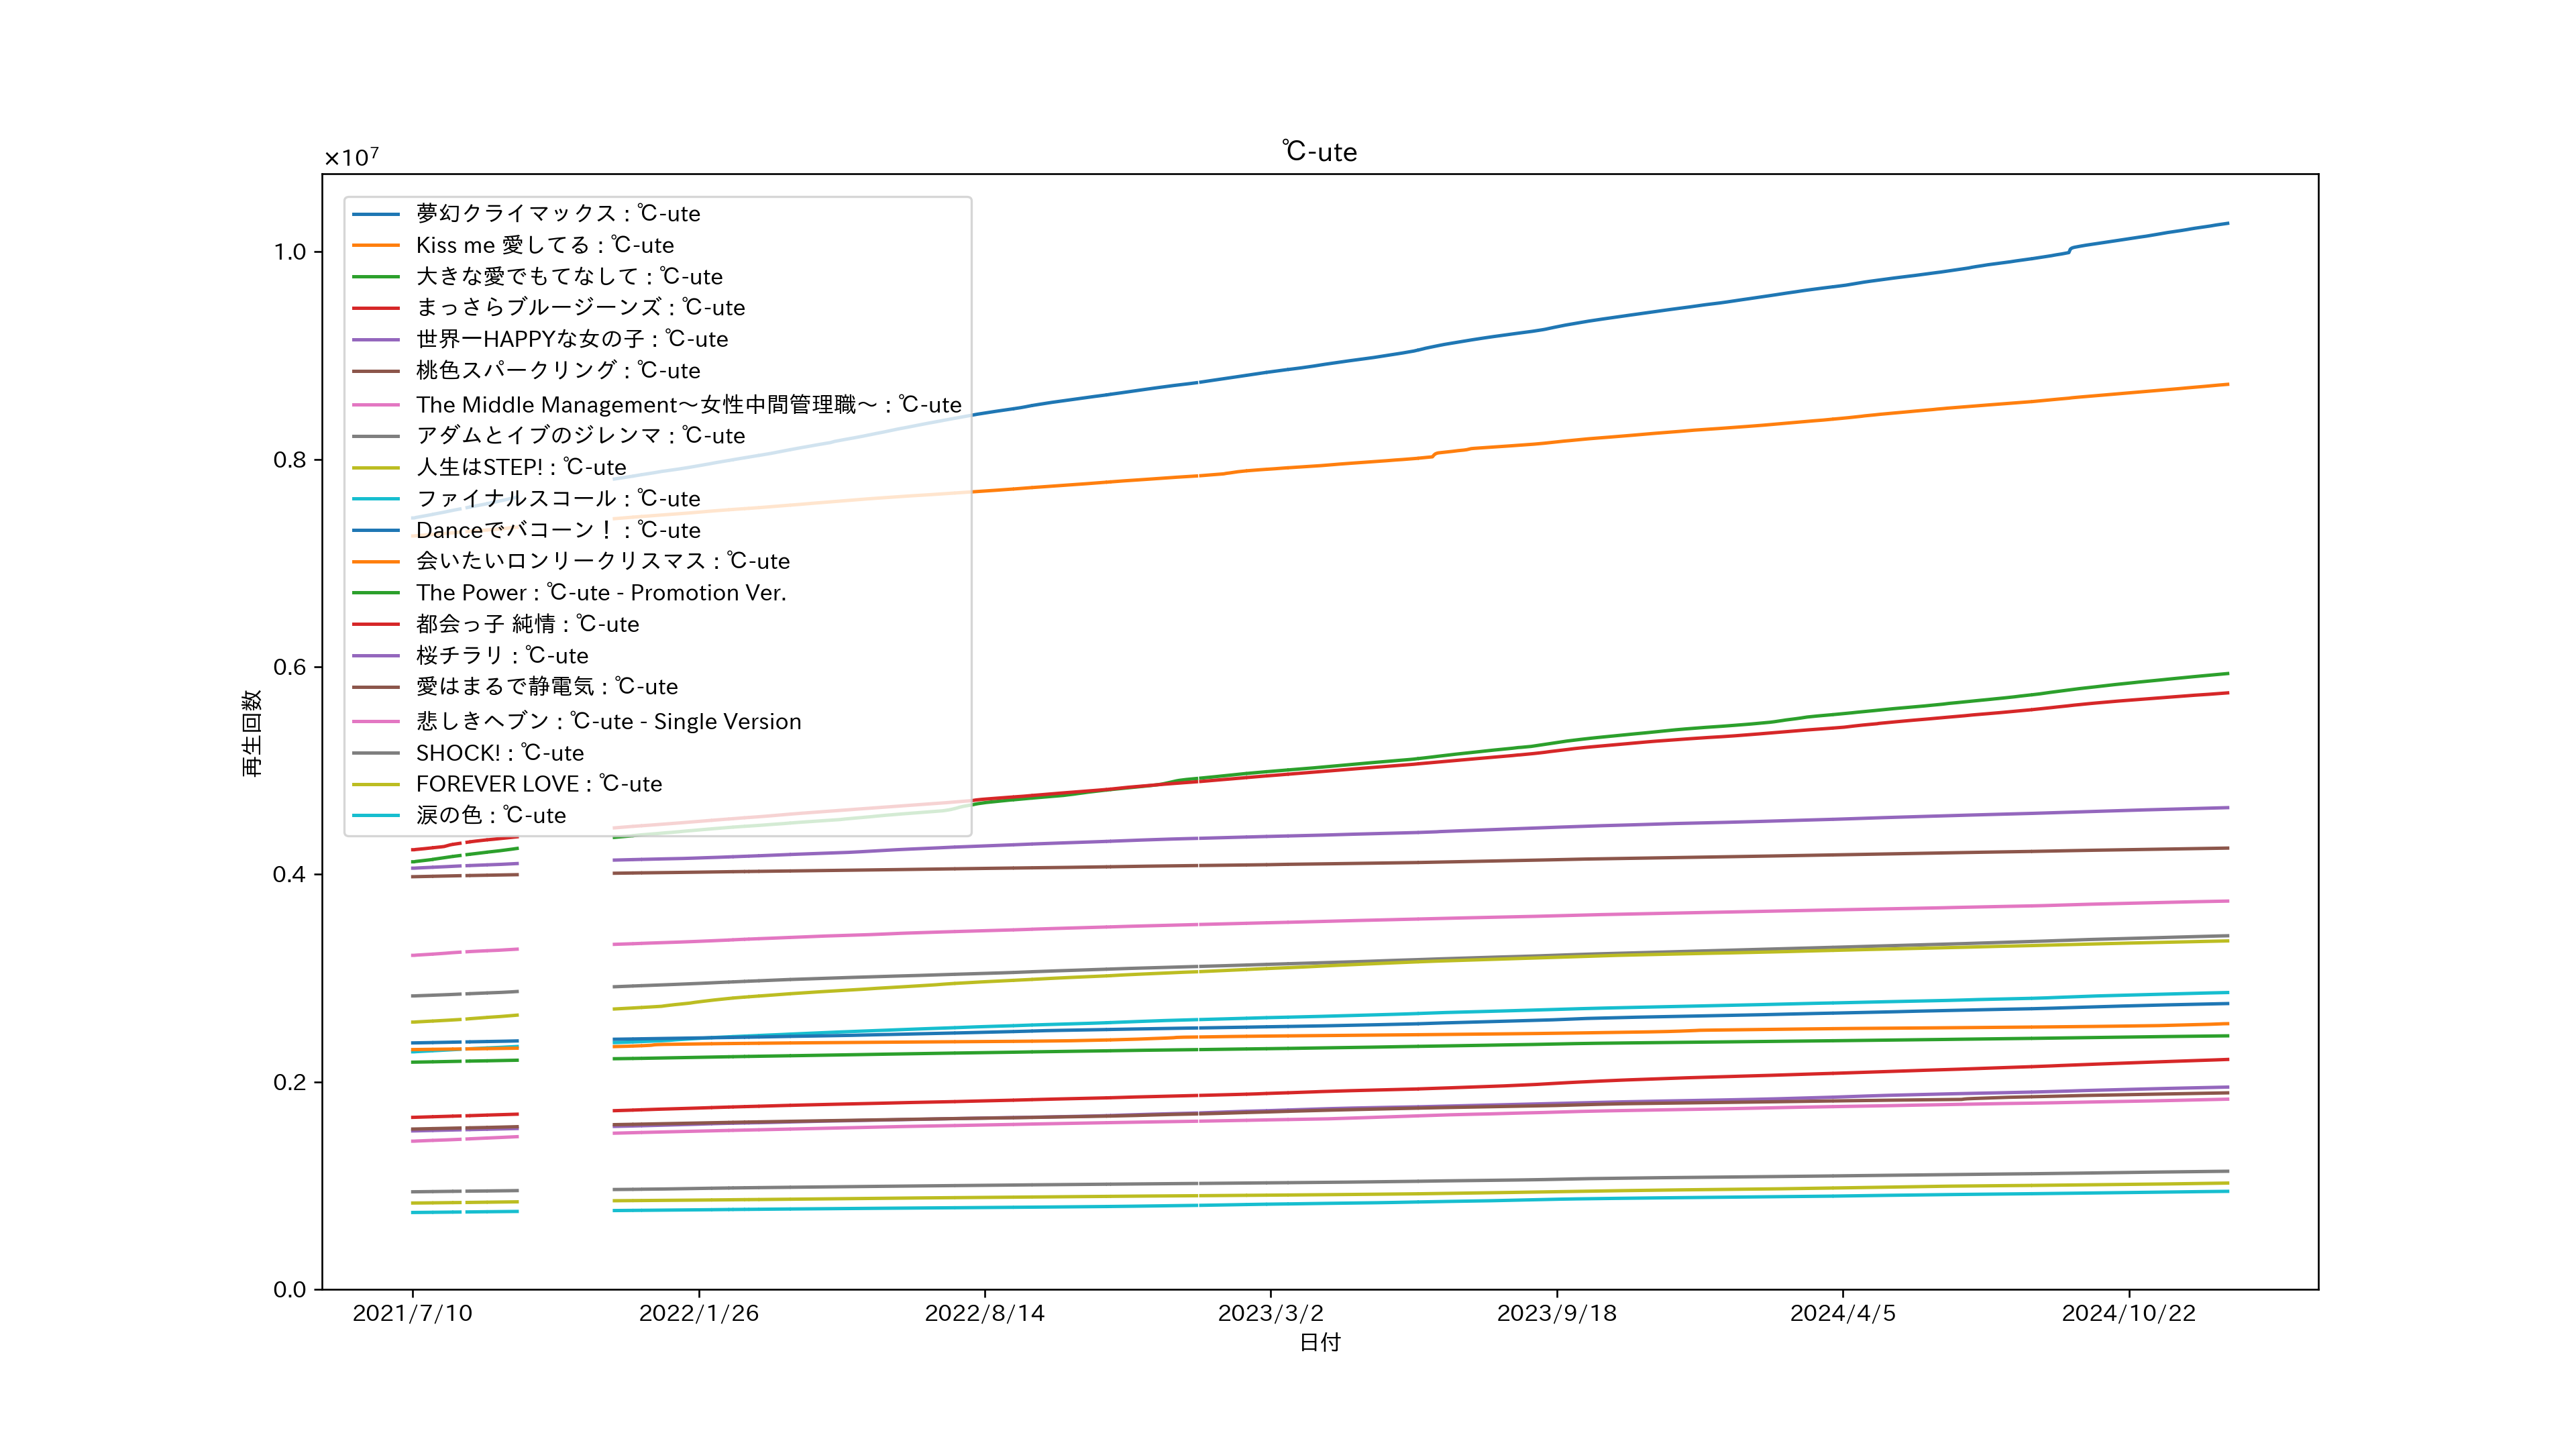 ℃-ute
×10⁷
夢幻クライマックス : ℃-ute
Kiss me 愛してる : ℃-ute
大きな愛でもてなして : ℃-ute
まっさらブルージーンズ : ℃-ute
世界一HAPPYな女の子 : ℃-ute
桃色スパークリング : ℃-ute
The Middle Management～女性中間管理職～ : ℃-ute
アダムとイブのジレンマ : ℃-ute
人生はSTEP! : ℃-ute
ファイナルスコール : ℃-ute
Danceでバコーン！ : ℃-ute
会いたいロンリークリスマス : ℃-ute
The Power : ℃-ute - Promotion Ver.
都会っ子 純情 : ℃-ute
桜チラリ : ℃-ute
愛はまるで静電気 : ℃-ute
悲しきヘブン : ℃-ute - Single Version
SHOCK! : ℃-ute
FOREVER LOVE : ℃-ute
涙の色 : ℃-ute
1.0
0.8
0.6
0.4
0.2
0.0
再生回数
2021/7/10
2022/1/26
2022/8/14
2023/3/2
2023/9/18
2024/4/5
2024/10/22
日付